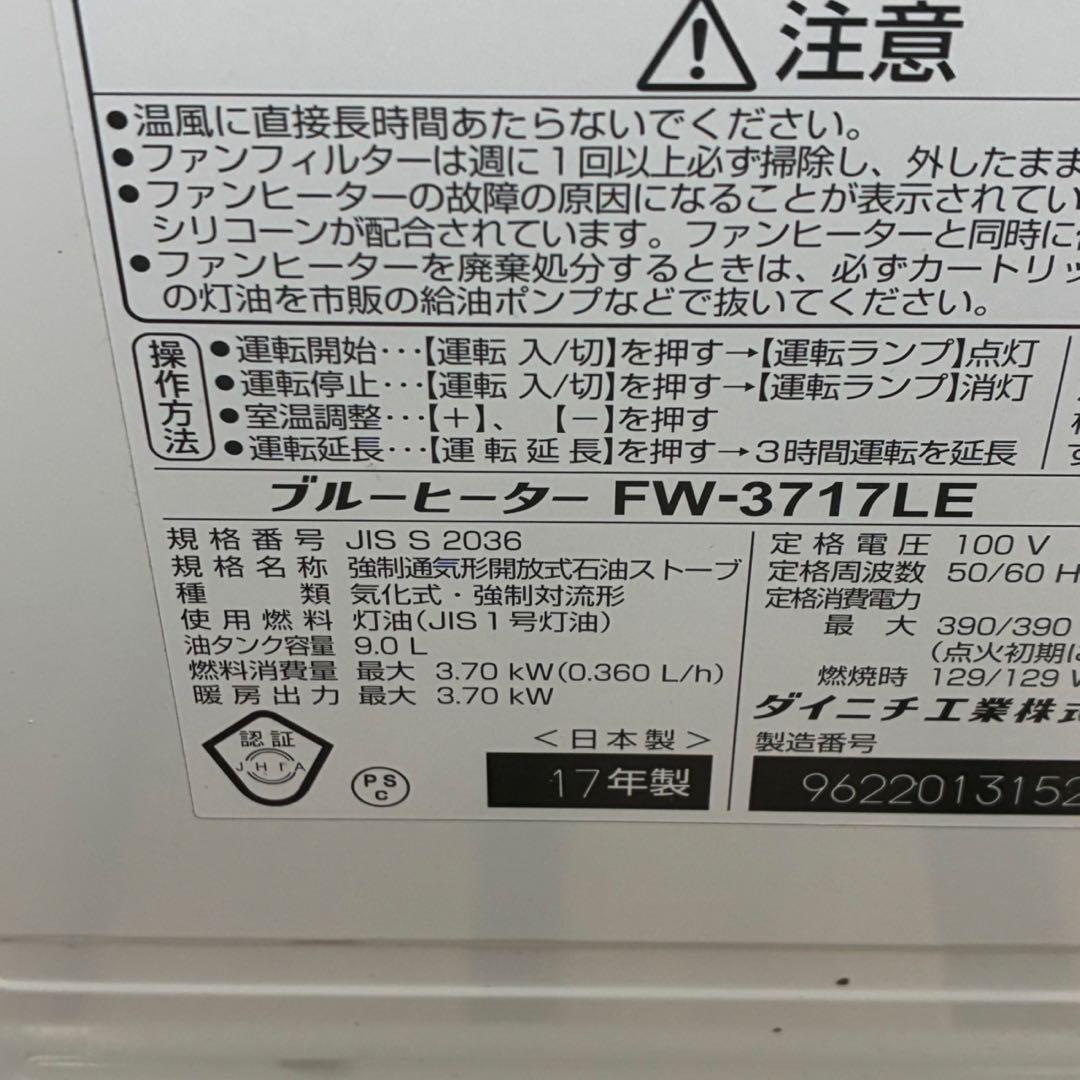 注意
●温風に直接長時間あたらないでください。
●ファンフィルターは週に1回以上必ず掃除し、外したまま
●ファンヒーターの故障の原因になることが表示されてい
シリコーンが配合されています。ファンヒーターと同時に
●ファンヒーターを廃棄処分するときは、必ずカートリッ
の灯油を市販の給油ポンプなどで抜いてください。
操作方法
●運転開始…【運転 入/切】を押す→【運転ランプ】点灯
●運転停止…【運転 入/切】を押す→【運転ランプ】消灯
●室温調整…【＋】、【－】を押す
●運転延長…【運転延長】を押す→3時間運転を延長
ブルーヒーター FW-3717LE
規格番号 JIS S 2036
規格名称 強制通気形開放式石油ストーブ
種類 気化式・強制対流形
使用燃料 灯油(JIS1号灯油)
油タンク容量 9.0 L
燃料消費量 最大 3.70 kW(0.360 L/h)
暖房出力 最大 3.70 kW
定格電圧 100 V
定格周波数 50/60 H
定格消費電力
最大 390/390
(点火初期に
燃焼時 129/129 W
ダイニチ工業株式
認証
JHIA
PS
C
<日本製>
17年製
製造番号
9622013152